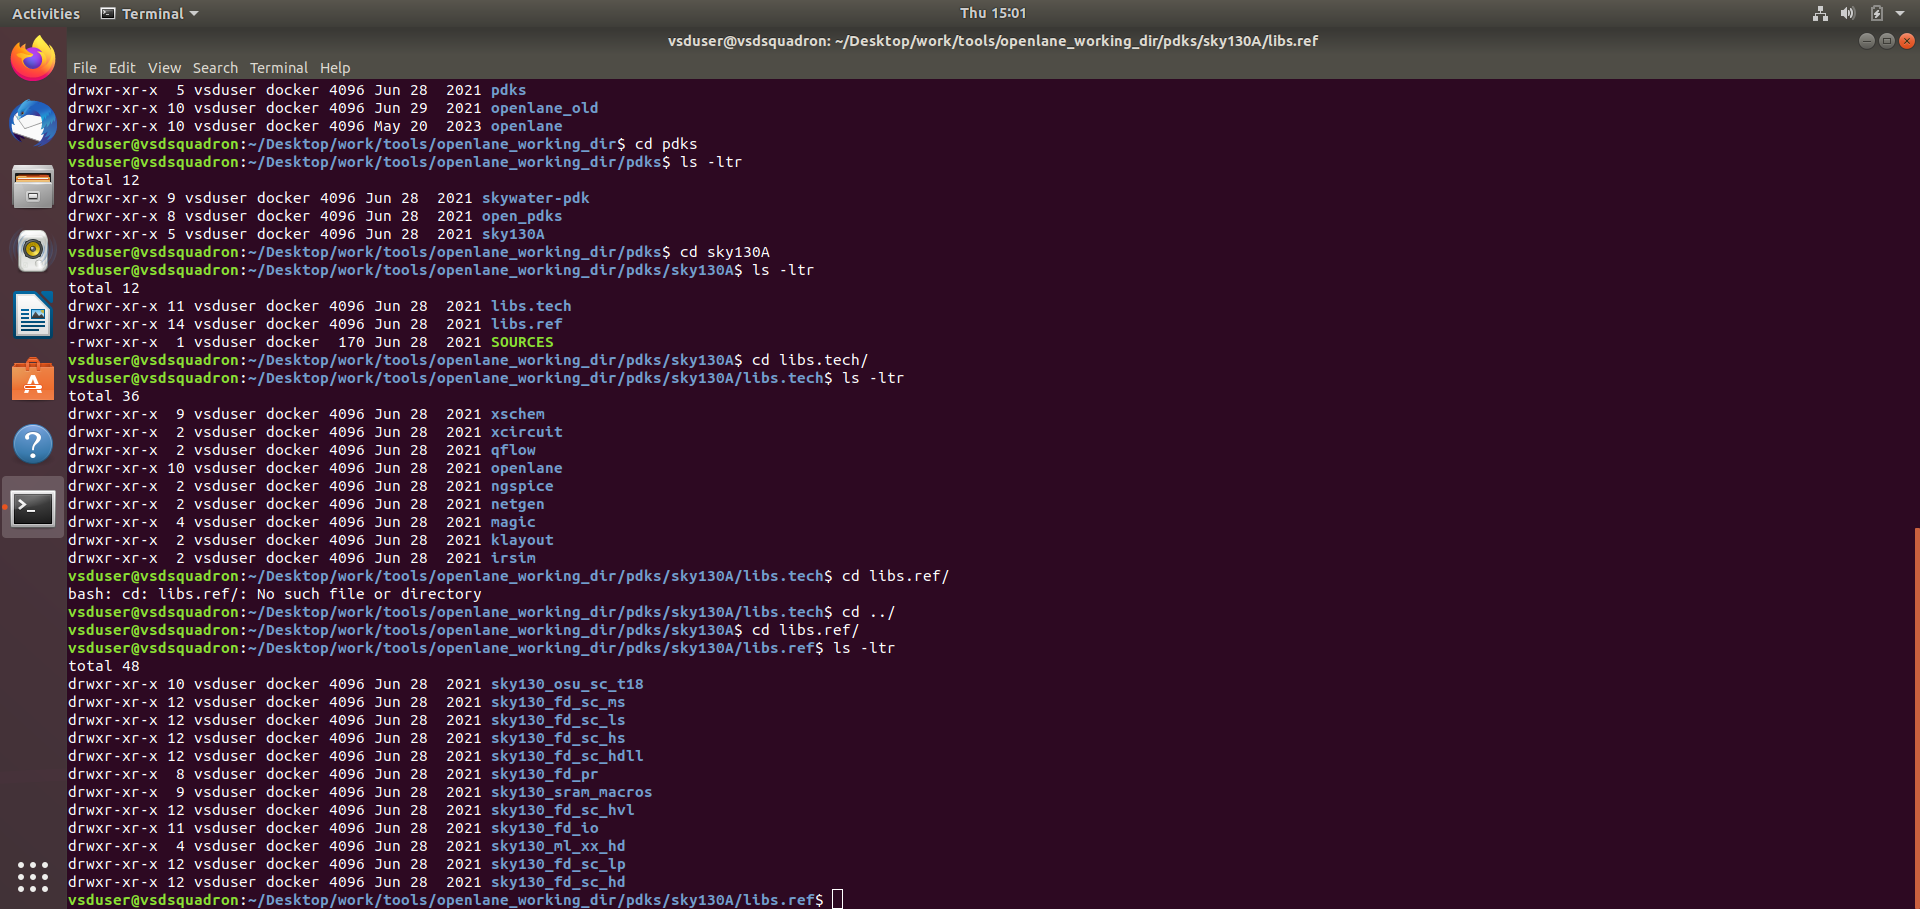 Activities Terminal Thu 15:01
vsduser@vsdsquadron: ~/Desktop/work/tools/openlane_working_dir/pdks/sky130A/libs.ref
File Edit View Search Terminal Help
drwxr-xr-x  5 vsduser docker 4096 Jun 28  2021 pdks
drwxr-xr-x 10 vsduser docker 4096 Jun 29  2021 openlane_old
drwxr-xr-x 10 vsduser docker 4096 May 20  2023 openlane
vsduser@vsdsquadron:~/Desktop/work/tools/openlane_working_dir$ cd pdks
vsduser@vsdsquadron:~/Desktop/work/tools/openlane_working_dir/pdks$ ls -ltr
total 12
drwxr-xr-x 9 vsduser docker 4096 Jun 28  2021 skywater-pdk
drwxr-xr-x 8 vsduser docker 4096 Jun 28  2021 open_pdks
drwxr-xr-x 5 vsduser docker 4096 Jun 28  2021 sky130A
vsduser@vsdsquadron:~/Desktop/work/tools/openlane_working_dir/pdks$ cd sky130A
vsduser@vsdsquadron:~/Desktop/work/tools/openlane_working_dir/pdks/sky130A$ ls -ltr
total 12
drwxr-xr-x 11 vsduser docker 4096 Jun 28  2021 libs.tech
drwxr-xr-x 14 vsduser docker 4096 Jun 28  2021 libs.ref
-rwxr-xr-x  1 vsduser docker  170 Jun 28  2021 SOURCES
vsduser@vsdsquadron:~/Desktop/work/tools/openlane_working_dir/pdks/sky130A$ cd libs.tech/
vsduser@vsdsquadron:~/Desktop/work/tools/openlane_working_dir/pdks/sky130A/libs.tech$ ls -ltr
total 36
drwxr-xr-x  9 vsduser docker 4096 Jun 28  2021 xschem
drwxr-xr-x  2 vsduser docker 4096 Jun 28  2021 xcircuit
drwxr-xr-x  2 vsduser docker 4096 Jun 28  2021 qflow
drwxr-xr-x 10 vsduser docker 4096 Jun 28  2021 openlane
drwxr-xr-x  2 vsduser docker 4096 Jun 28  2021 ngspice
drwxr-xr-x  2 vsduser docker 4096 Jun 28  2021 netgen
drwxr-xr-x  4 vsduser docker 4096 Jun 28  2021 magic
drwxr-xr-x  2 vsduser docker 4096 Jun 28  2021 klayout
drwxr-xr-x  2 vsduser docker 4096 Jun 28  2021 irsim
vsduser@vsdsquadron:~/Desktop/work/tools/openlane_working_dir/pdks/sky130A/libs.tech$ cd libs.ref/
bash: cd: libs.ref/: No such file or directory
vsduser@vsdsquadron:~/Desktop/work/tools/openlane_working_dir/pdks/sky130A/libs.tech$ cd ../
vsduser@vsdsquadron:~/Desktop/work/tools/openlane_working_dir/pdks/sky130A$ cd libs.ref/
vsduser@vsdsquadron:~/Desktop/work/tools/openlane_working_dir/pdks/sky130A/libs.ref$ ls -ltr
total 48
drwxr-xr-x 10 vsduser docker 4096 Jun 28  2021 sky130_osu_sc_t18
drwxr-xr-x 12 vsduser docker 4096 Jun 28  2021 sky130_fd_sc_ms
drwxr-xr-x 12 vsduser docker 4096 Jun 28  2021 sky130_fd_sc_ls
drwxr-xr-x 12 vsduser docker 4096 Jun 28  2021 sky130_fd_sc_hs
drwxr-xr-x 12 vsduser docker 4096 Jun 28  2021 sky130_fd_sc_hdll
drwxr-xr-x  8 vsduser docker 4096 Jun 28  2021 sky130_fd_pr
drwxr-xr-x  9 vsduser docker 4096 Jun 28  2021 sky130_sram_macros
drwxr-xr-x 12 vsduser docker 4096 Jun 28  2021 sky130_fd_sc_hvl
drwxr-xr-x 11 vsduser docker 4096 Jun 28  2021 sky130_fd_io
drwxr-xr-x  4 vsduser docker 4096 Jun 28  2021 sky130_ml_xx_hd
drwxr-xr-x 12 vsduser docker 4096 Jun 28  2021 sky130_fd_sc_lp
drwxr-xr-x 12 vsduser docker 4096 Jun 28  2021 sky130_fd_sc_hd
vsduser@vsdsquadron:~/Desktop/work/tools/openlane_working_dir/pdks/sky130A/libs.ref$